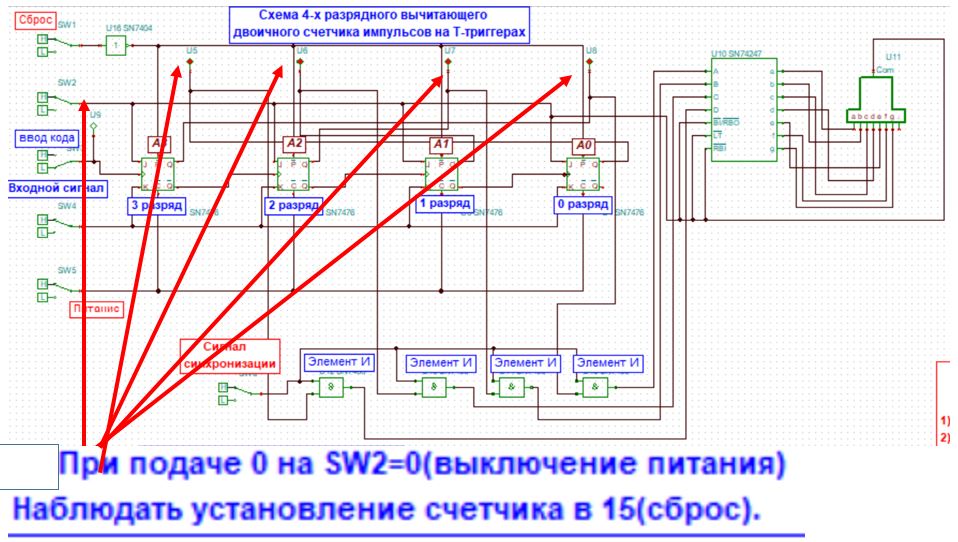 Схема 4-х разрядного вычитающего
двоичного счетчика импульсов на Т-триггерах
Сброс
SW1
H
L
U16 SN7404
1
U5
U6
U7
U8
U10 SN74247
U11
Com
a b c d e f g
A
B
C
D
BI/RBO
LT
RBI
a
b
c
d
e
f
g
SW2
H
L
U9
ввод кода
H
L
Входной сигнал
A2
A1
A0
J P Q
K C Q
J P Q
K C Q
J P Q
K C Q
J P Q
K C Q
3 разряд
2 разряд
1 разряд
0 разряд
SN7476
SN7476
SN7476
SN7476
SW4
H
L
SW5
H
L
Питание
Сигнал
синхронизации
H
L
Элемент И
Элемент И
Элемент И
Элемент И
&
&
&
&
1)
2)
При подаче 0 на SW2=0(выключение питания)
Наблюдать установление счетчика в 15(сброс).